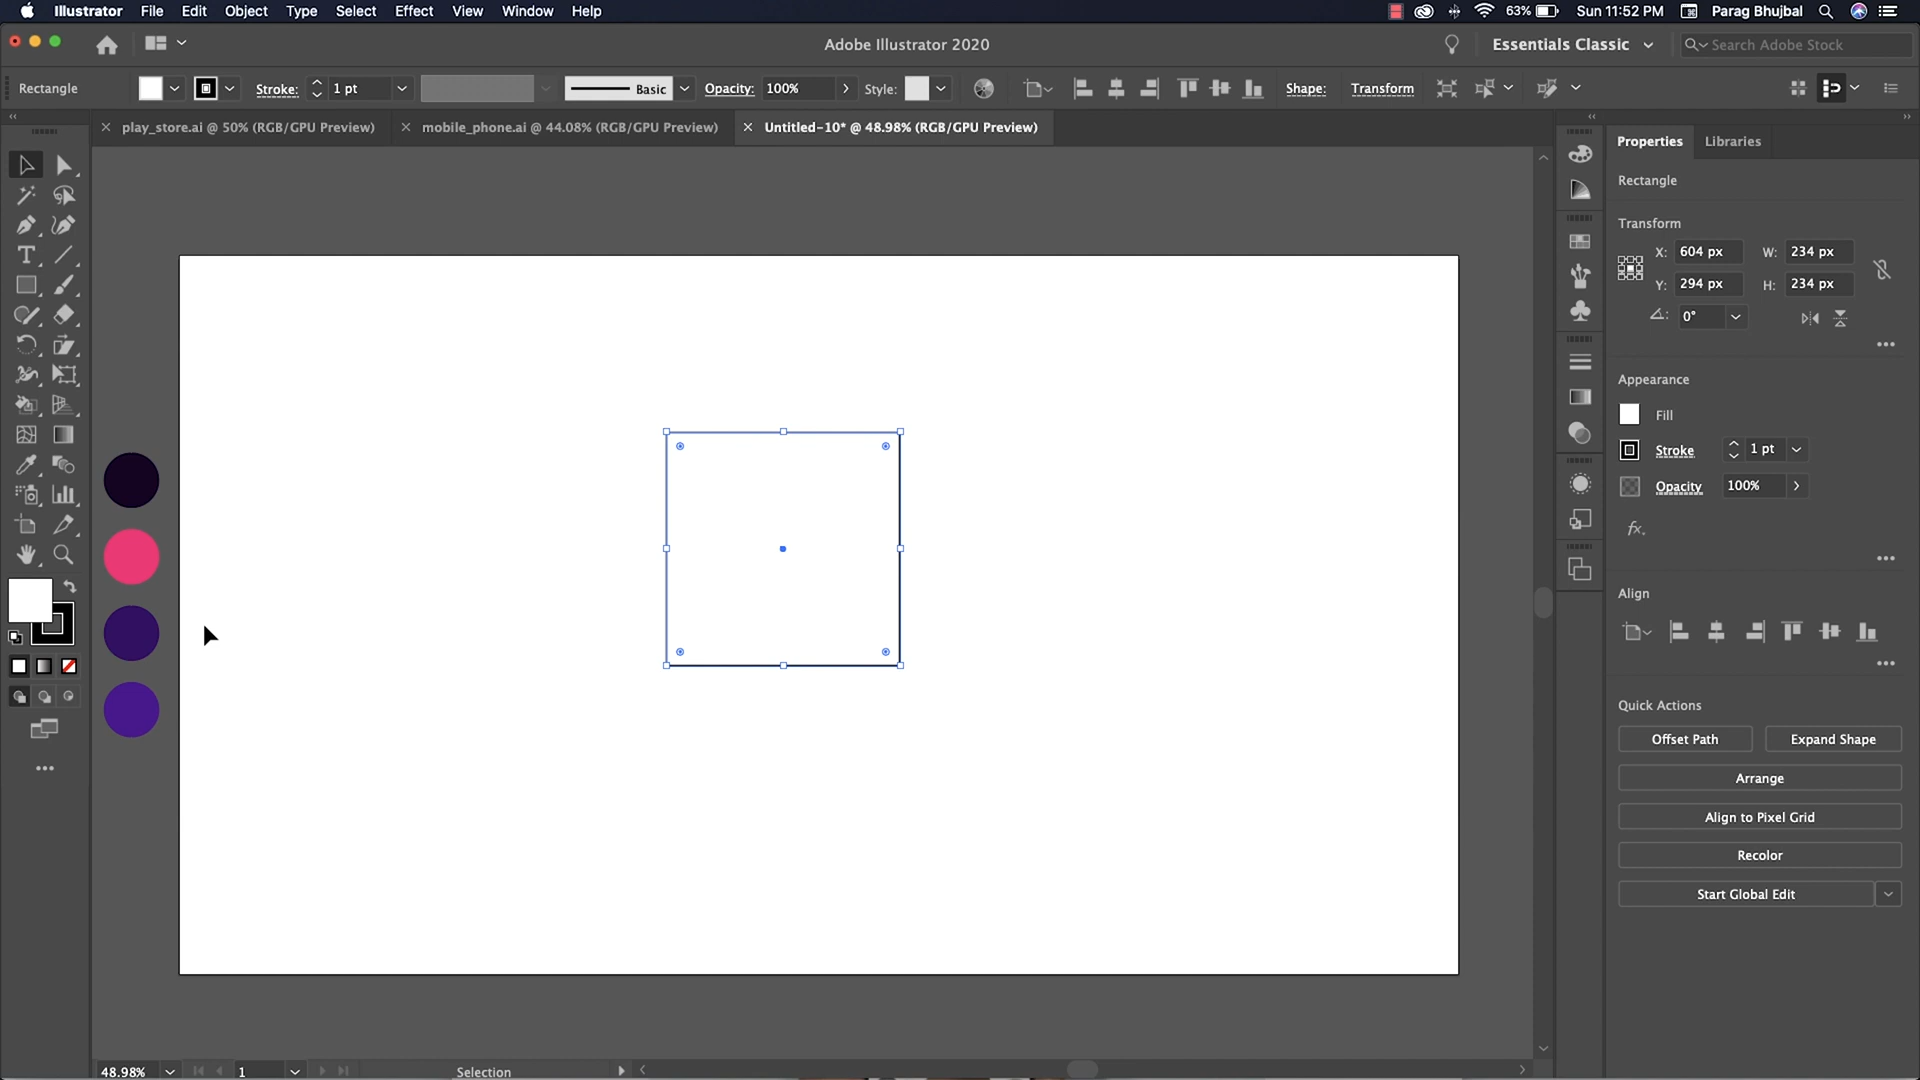 Illustrator File Edit Object Type Select Effect View Window Help 63% Sun 11:52 PM Parag Bhujbal
Adobe Illustrator 2020 Essentials Classic Search Adobe Stock
Rectangle Stroke: 1 pt Basic Opacity: 100% Style: Shape: Transform
play_store.ai @ 50% (RGB/GPU Preview) mobile_phone.ai @ 44.08% (RGB/GPU Preview) Untitled-10* @ 48.98% (RGB/GPU Preview)
Properties Libraries
Rectangle
Transform
X: 604 px W: 234 px
Y: 294 px H: 234 px
0°
Appearance
Fill
Stroke 1 pt
Opacity 100%
fx.
Align
Quick Actions
Offset Path Expand Shape
Arrange
Align to Pixel Grid
Recolor
Start Global Edit
48.98% 1 Selection